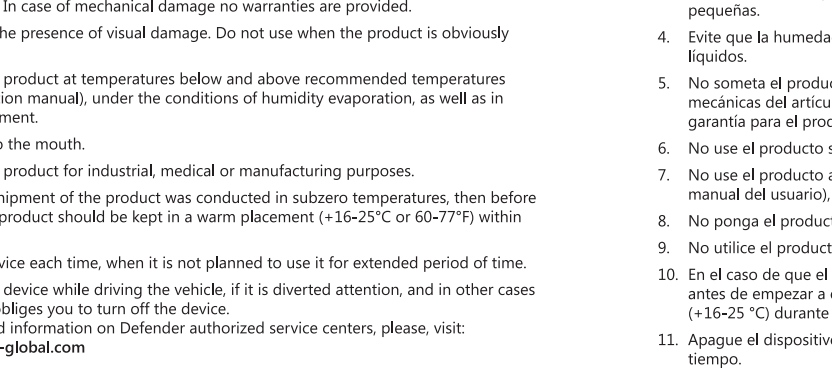 In case of mechanical damage no warranties are provided.
he presence of visual damage. Do not use when the product is obviously
product at temperatures below and above recommended temperatures
ion manual), under the conditions of humidity evaporation, as well as in
ment.
o the mouth.
product for industrial, medical or manufacturing purposes.
hipment of the product was conducted in subzero temperatures, then before
product should be kept in a warm placement (+16-25°C or 60-77°F) within
vice each time, when it is not planned to use it for extended period of time.
device while driving the vehicle, if it is diverted attention, and in other cases
obliges you to turn off the device.
d information on Defender authorized service centers, please, visit:
-global.com
pequeñas.
4. Evite que la humeda
líquidos.
5. No someta el produc
mecánicas del artícu
garantía para el prod
6. No use el producto s
7. No use el producto a
manual del usuario),
8. No ponga el product
9. No utilice el product
10. En el caso de que el
antes de empezar a
(+16-25 °C) durante
11. Apague el dispositivo
tiempo.